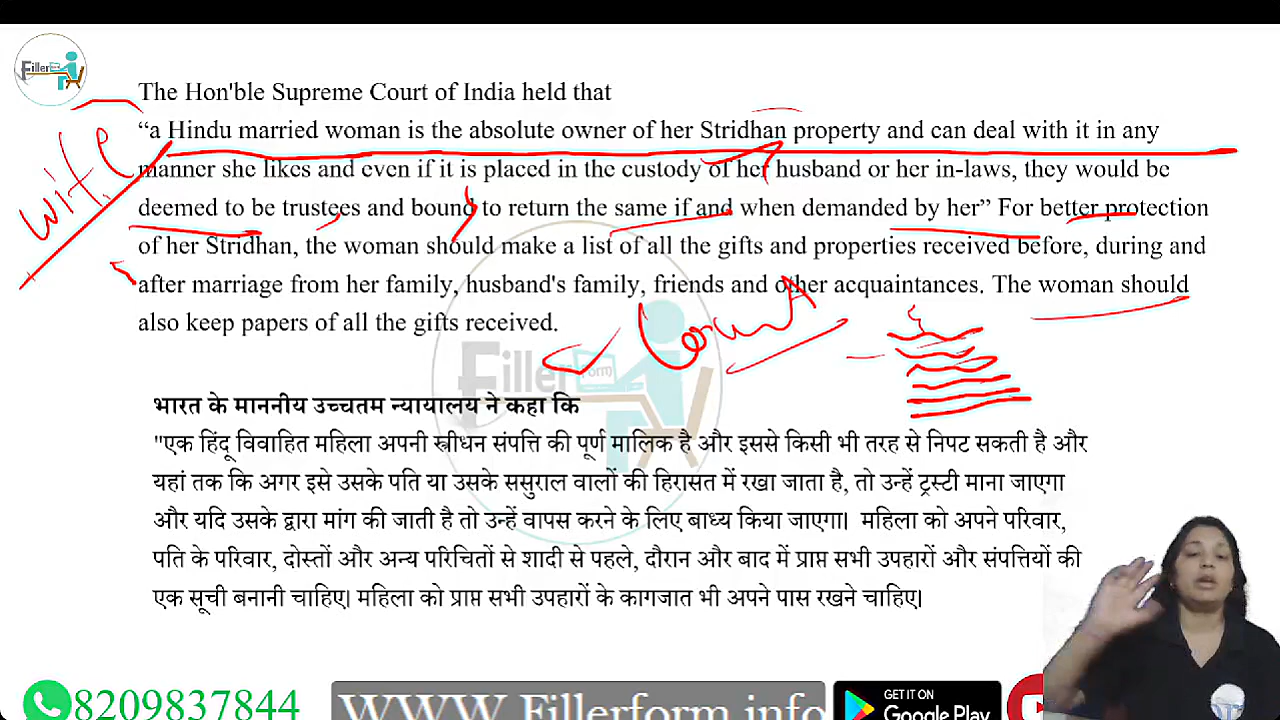 Filler
The Hon'ble Supreme Court of India held that
“a Hindu married woman is the absolute owner of her Stridhan property and can deal with it in any
manner she likes and even if it is placed in the custody of her husband or her in-laws, they would be
deemed to be trustees and bound to return the same if and when demanded by her” For better protection
of her Stridhan, the woman should make a list of all the gifts and properties received before, during and
after marriage from her family, husband's family, friends and other acquaintances. The woman should
also keep papers of all the gifts received.
wife
Filler form
भारत के माननीय उच्चतम न्यायालय ने कहा कि
"एक हिंदू विवाहित महिला अपनी स्त्रीधन संपत्ति की पूर्ण मालिक है और इससे किसी भी तरह से निपट सकती है और
यहां तक कि अगर इसे उसके पति या उसके ससुराल वालों की हिरासत में रखा जाता है, तो उन्हें ट्रस्टी माना जाएगा
और यदि उसके द्वारा मांग की जाती है तो उन्हें वापस करने के लिए बाध्य किया जाएगा। महिला को अपने परिवार,
पति के परिवार, दोस्तों और अन्य परिचितों से शादी से पहले, दौरान और बाद में प्राप्त सभी उपहारों और संपत्तियों की
एक सूची बनानी चाहिए। महिला को प्राप्त सभी उपहारों के कागजात भी अपने पास रखने चाहिए।
8209837844
WWW.Fillerform.info
GET IT ON
Google Play